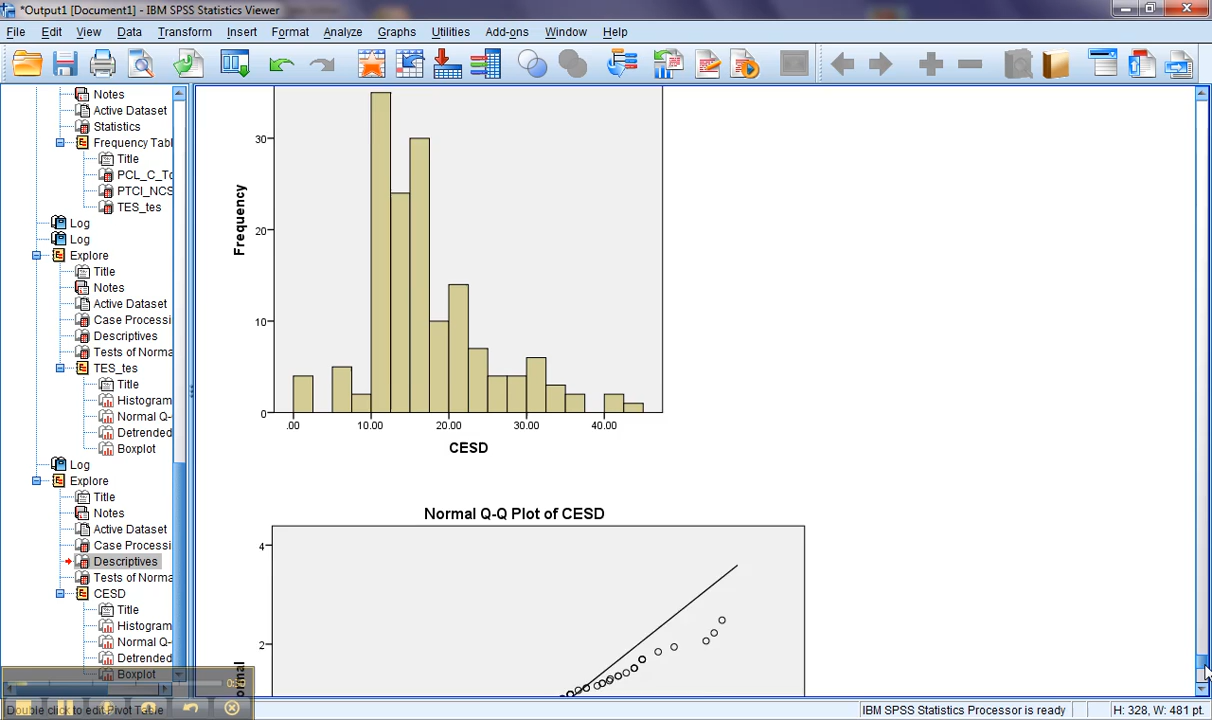 *Output1 [Document1] - IBM SPSS Statistics Viewer
File Edit View Data Transform Insert Format Analyze Graphs Utilities Add-ons Window Help
Notes
Active Dataset
Statistics
Frequency Tabl
Title
PCL_C_To
PTCI_NCS
TES_tes
Log
Log
Explore
Title
Notes
Active Dataset
Case Processi
Descriptives
Tests of Norma
TES_tes
Title
Histogram
Normal Q-
Detrended
Boxplot
Log
Explore
Title
Notes
Active Dataset
Case Processi
Descriptives
Tests of Norma
CESD
Title
Histogram
Normal Q-
Detrended
Boxplot
Frequency
30
20
10
0
.00 10.00 20.00 30.00 40.00
CESD
Normal Q-Q Plot of CESD
4
2
Normal
Double click to edit Pivot Table
IBM SPSS Statistics Processor is ready
H: 328, W: 481 pt.